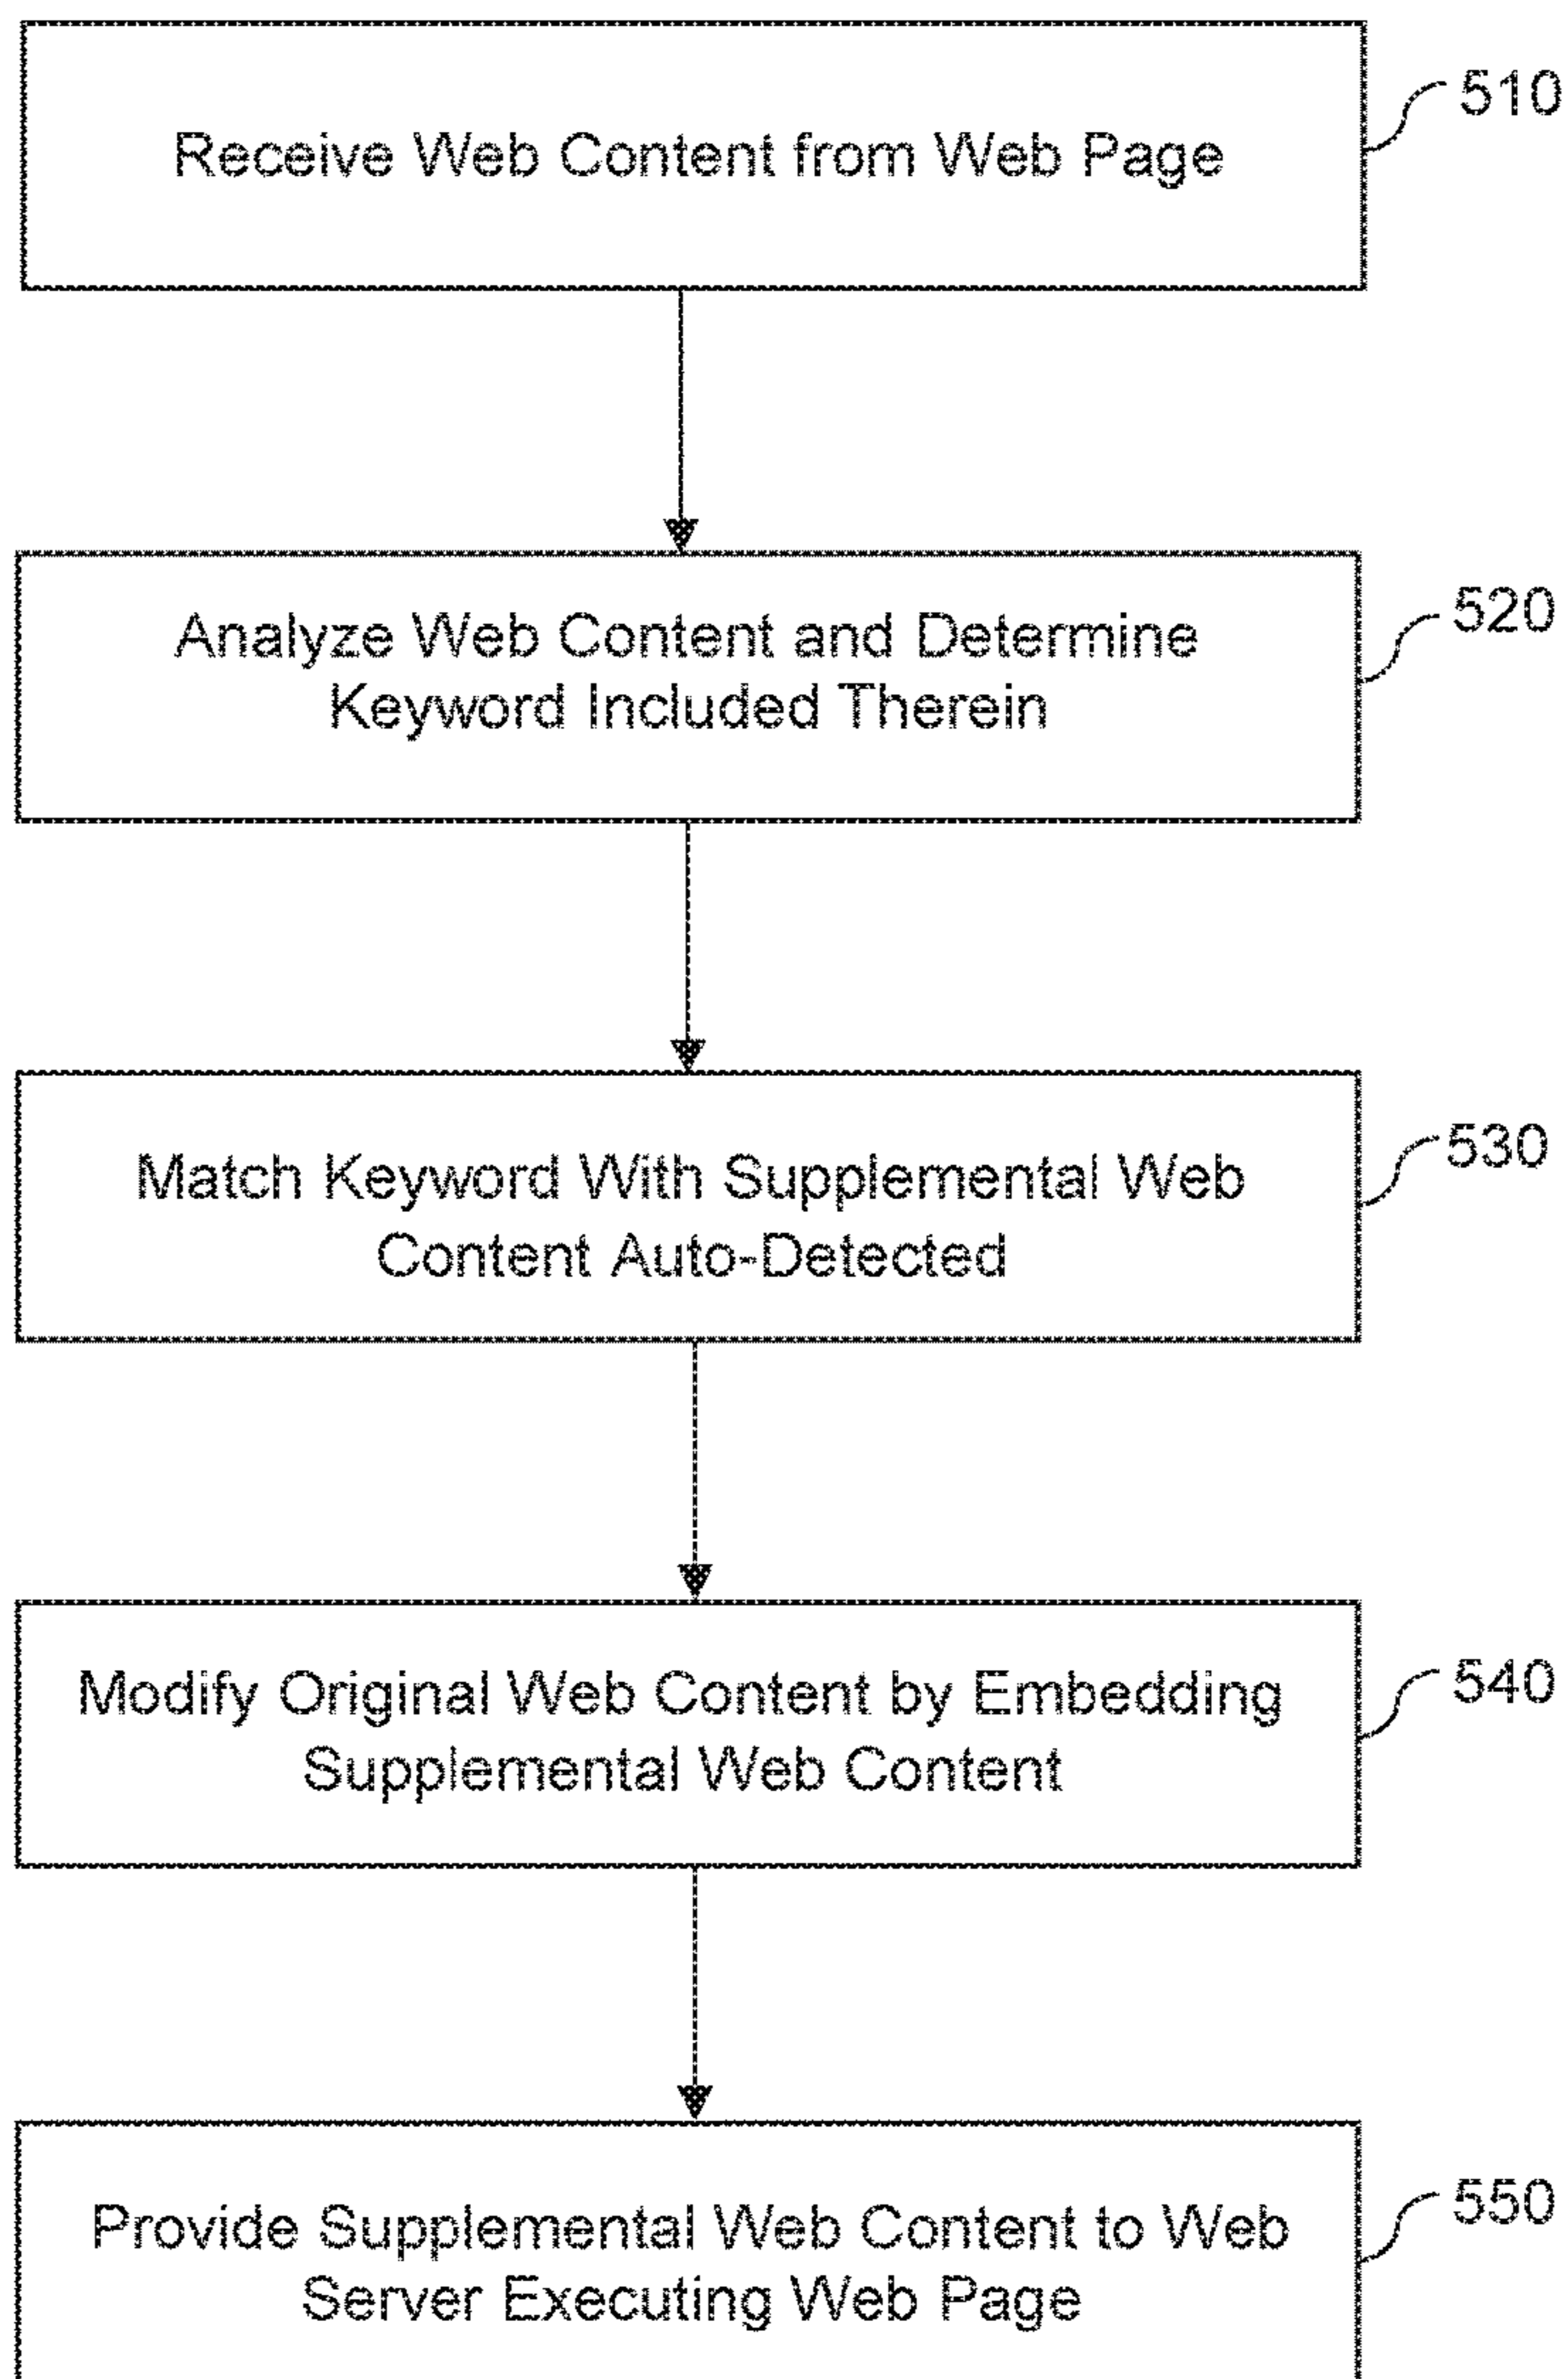 Receive Web Content from Web Page
510
Analyze Web Content and Determine
Keyword Included Therein
520
Match Keyword With Supplemental Web
Content Auto-Detected
530
Modify Original Web Content by Embedding
Supplemental Web Content
540
Provide Supplemental Web Content to Web
Server Executing Web Page
550